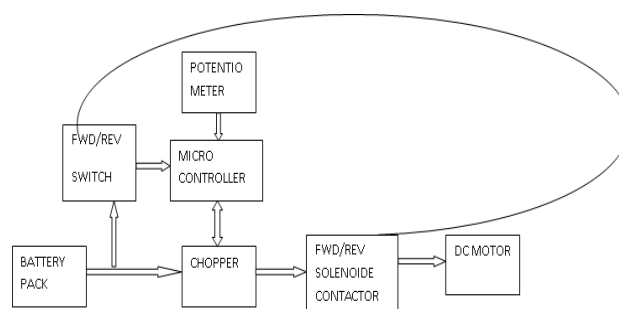 POTENTIO
METER
FWD/REV
SWITCH
MICRO
CONTROLLER
BATTERY
PACK
CHOPPER
FWD/REV
SOLENOIDE
CONTACTOR
DC MOTOR